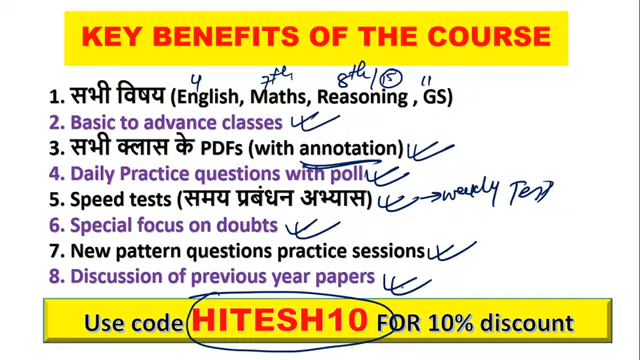 KEY BENEFITS OF THE COURSE
4 7th 8th/15 11
1. सभी विषय (English, Maths, Reasoning , GS)
2. Basic to advance classes
3. सभी क्लास के PDFs (with annotation)
4. Daily Practice questions with poll
5. Speed tests (समय प्रबंधन अभ्यास) → weekly Test
6. Special focus on doubts
7. New pattern questions practice sessions
8. Discussion of previous year papers
Use code HITESH10 FOR 10% discount